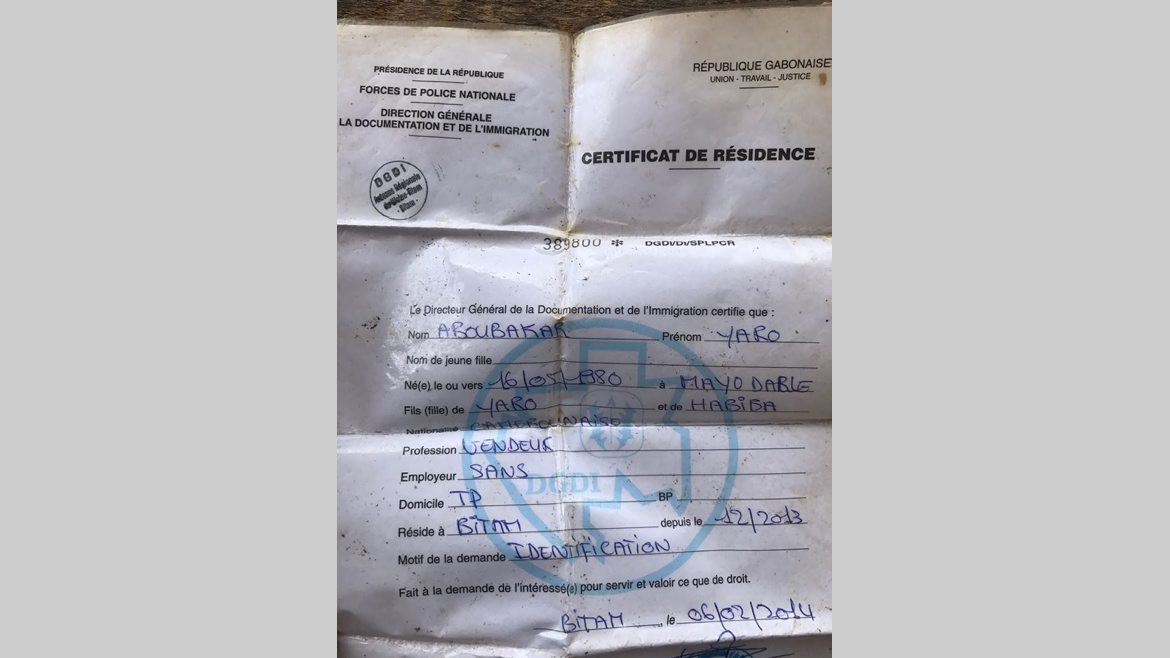 PRÉSIDENCE DE LA RÉPUBLIQUE
FORCES DE POLICE NATIONALE
DIRECTION GÉNÉRALE
LA DOCUMENTATION ET DE L'IMMIGRATION
RÉPUBLIQUE GABONAISE
UNION - TRAVAIL - JUSTICE
CERTIFICAT DE RÉSIDENCE
DGDI
Bitam
389800 * DGDI/DI/SPLPCR
Le Directeur Général de la Documentation et de l'Immigration certifie que :
Nom ABOUBAKAR Prénom YARO
Nom de jeune fille
Né(e) le ou vers 16/05/1980 à MAYO DARLE
Fils (fille) de YARO et de HABIBA
Nationalité CAMEROUNAISE
Profession VENDEUR
Employeur SANS
Domicile TP BP
Réside à BITAM depuis le 12/2013
Motif de la demande IDENTIFICATION
DGDI
Fait à la demande de l'intéressé(e) pour servir et valoir ce que de droit.
BITAM, le 06/02/2014